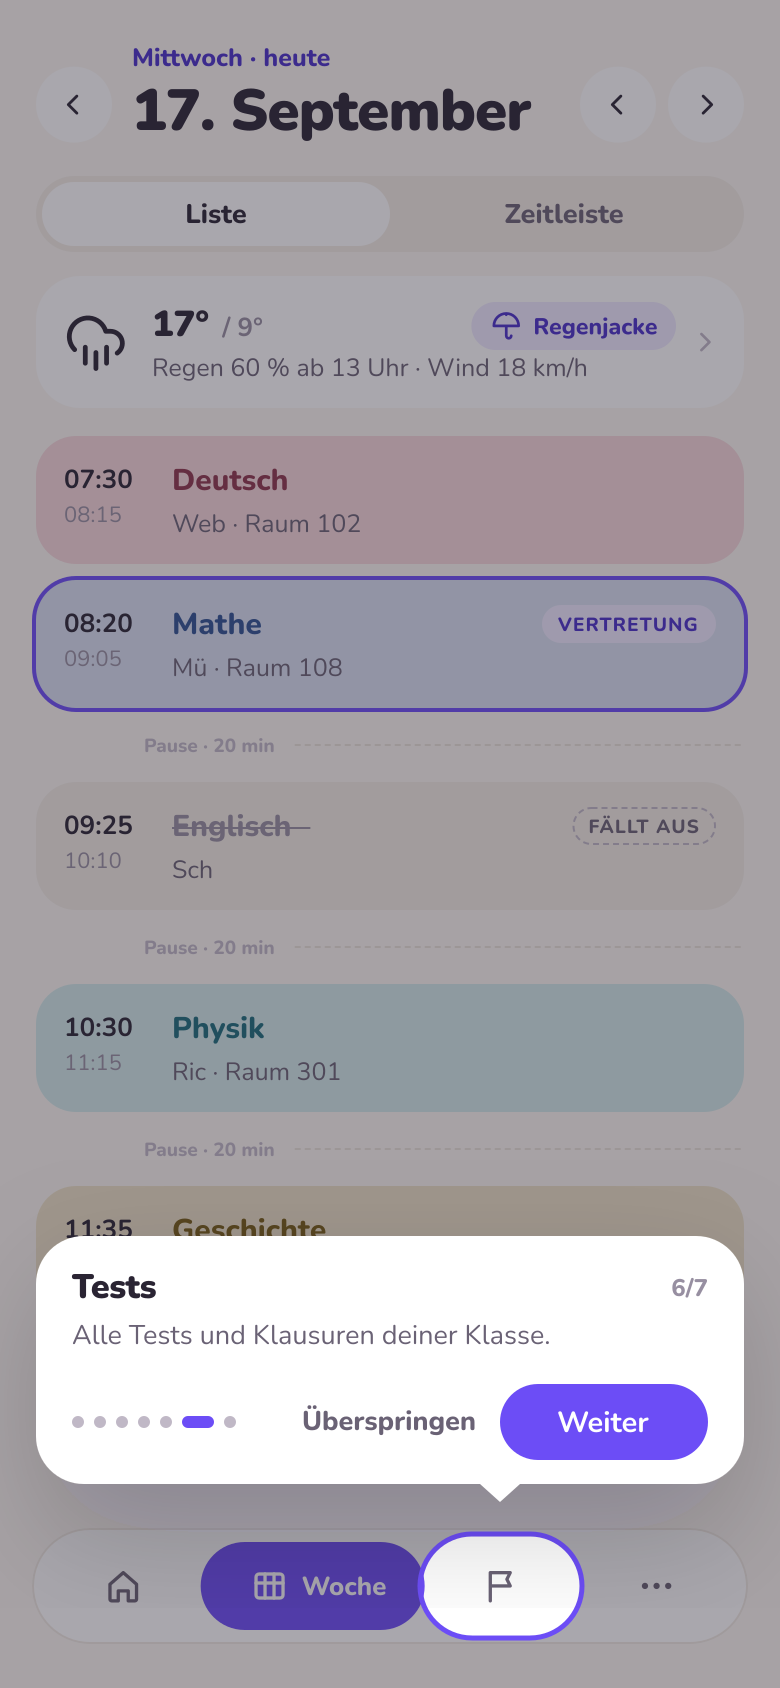 Mittwoch · heute
17. September
Liste
Zeitleiste
17° / 9°
Regenjacke
Regen 60 % ab 13 Uhr · Wind 18 km/h
07:30
Deutsch
08:15
Web · Raum 102
08:20
Mathe
VERTRETUNG
09:05
Mü · Raum 108
Pause · 20 min
09:25
Englisch
FÄLLT AUS
10:10
Sch
Pause · 20 min
10:30
Physik
11:15
Ric · Raum 301
Pause · 20 min
11:35
Geschichte
Tests
6/7
Alle Tests und Klausuren deiner Klasse.
Überspringen
Weiter
Woche